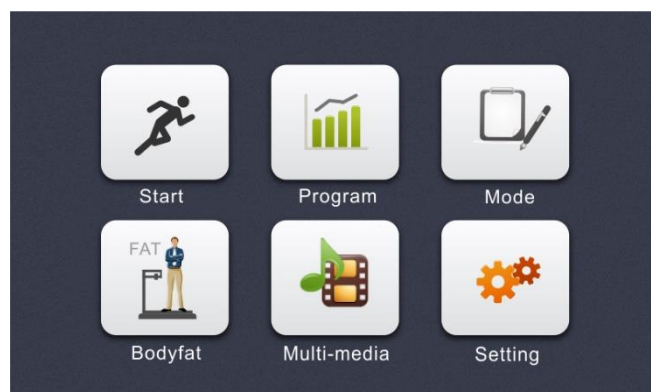 Start
Program
Mode
FAT
Bodyfat
Multi-media
Setting